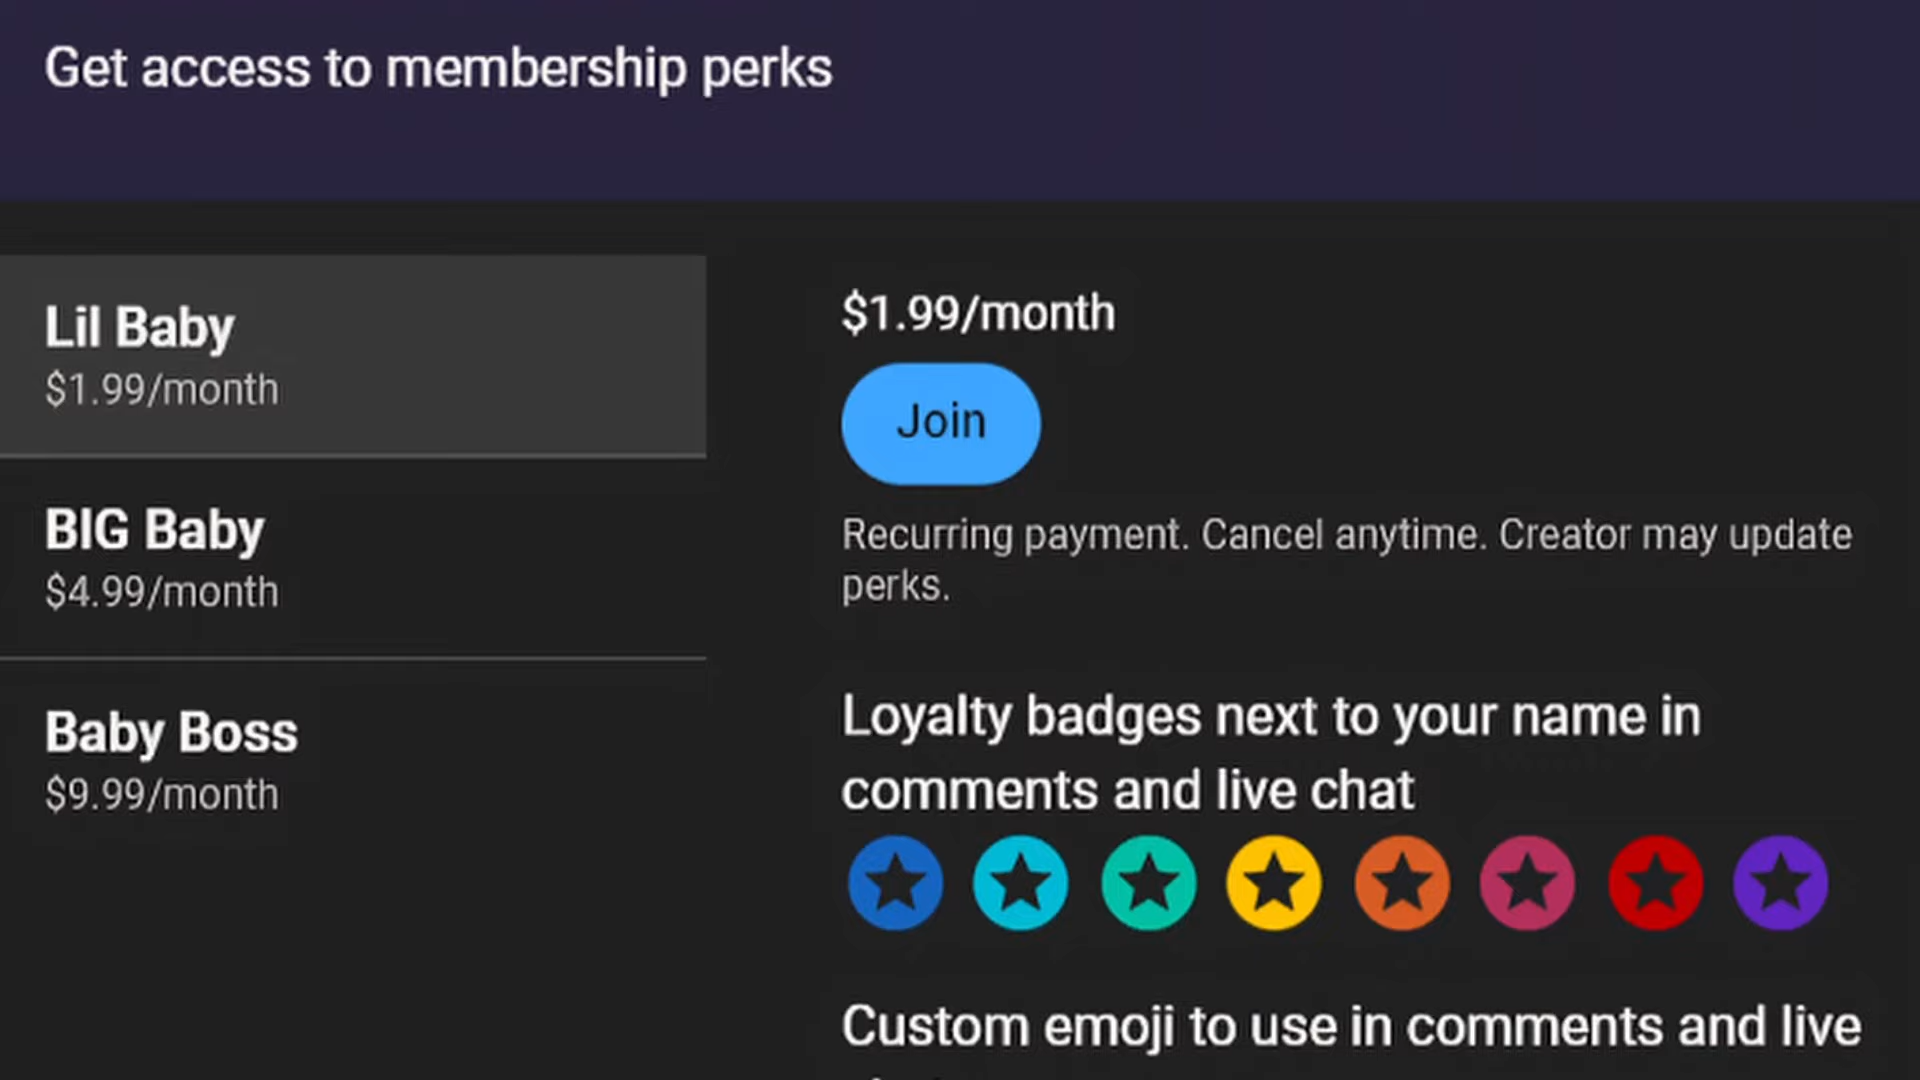 Get access to membership perks
Lil Baby
$1.99/month
BIG Baby
$4.99/month
Baby Boss
$9.99/month
$1.99/month
Join
Recurring payment. Cancel anytime. Creator may update
perks.
Loyalty badges next to your name in
comments and live chat
Custom emoji to use in comments and live